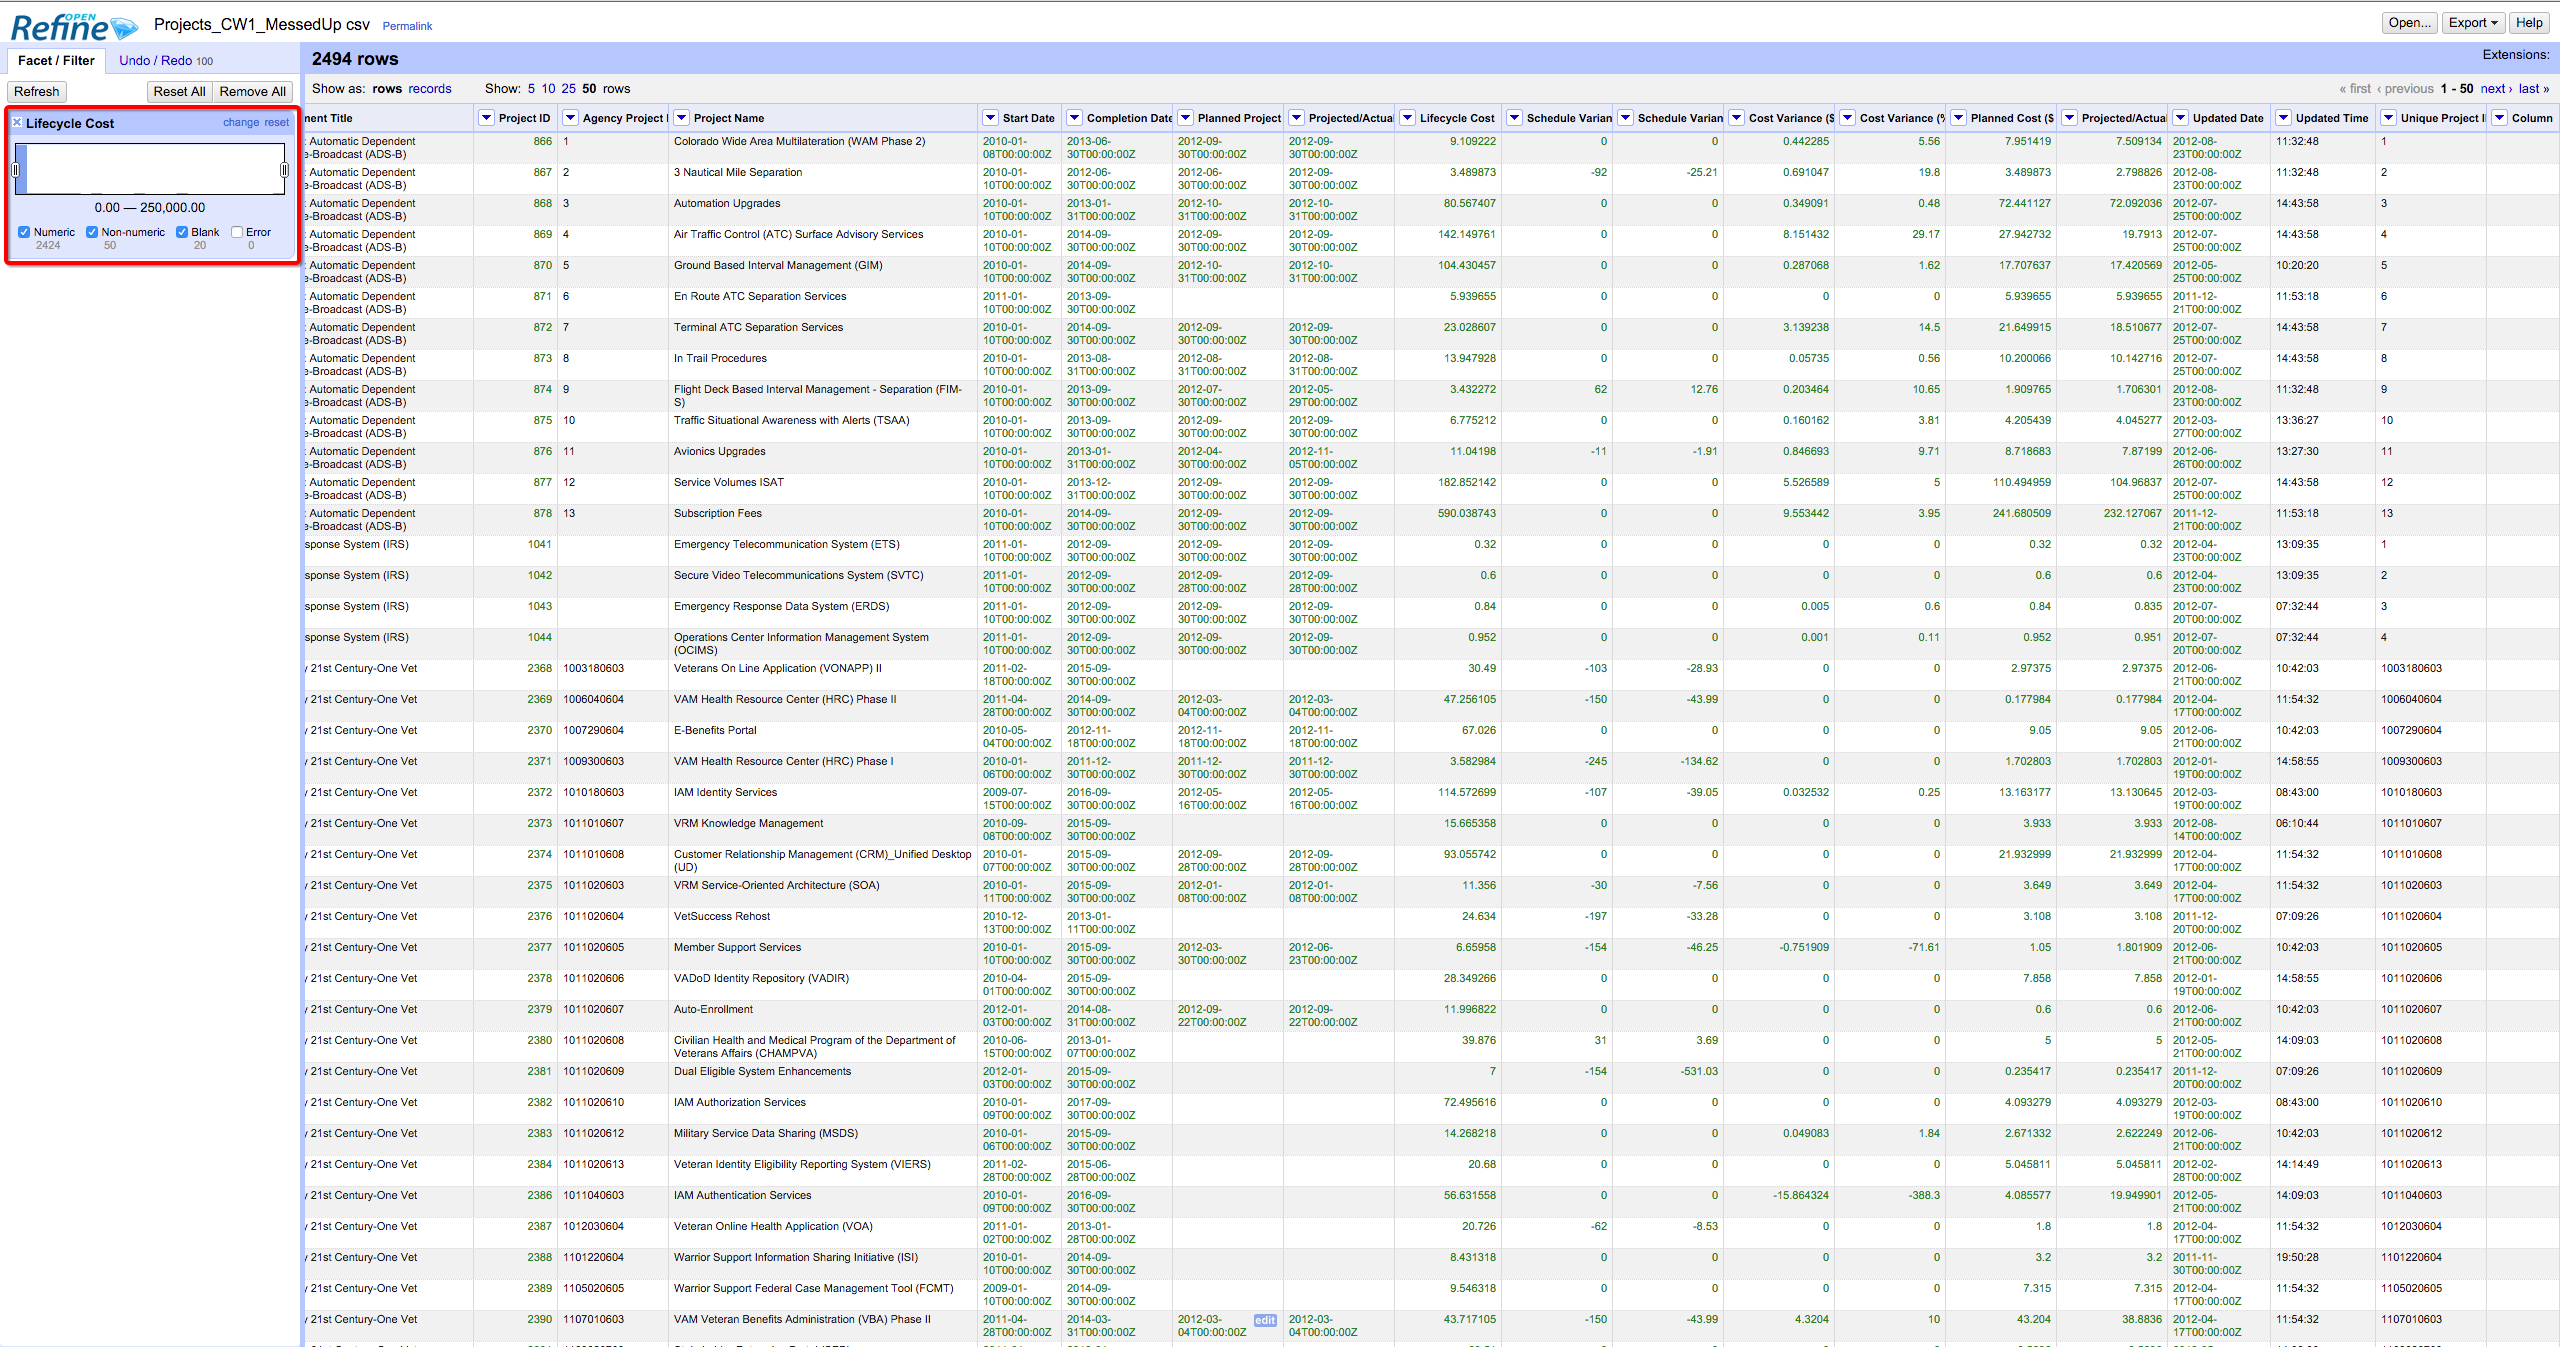 OPEN
Refine
Projects_CW1_MessedUp csv Permalink
Open... Export Help
Facet / Filter Undo / Redo 100
2494 rows
Extensions:
Refresh Reset All Remove All
Show as: rows records Show: 5 10 25 50 rows
« first ‹ previous 1 - 50 next › last »
Lifecycle Cost change reset
0.00 — 250,000.00
Numeric Non-numeric Blank Error
2424 50 20 0
nent Title Project ID Agency Project I Project Name Start Date Completion Date Planned Project Projected/Actual Lifecycle Cost Schedule Varian Schedule Varian Cost Variance ($ Cost Variance (% Planned Cost ($ Projected/Actual Updated Date Updated Time Unique Project I Column
: Automatic Dependent 866 1 Colorado Wide Area Multilateration (WAM Phase 2) 2010-01- 2013-06- 2012-09- 2012-09- 9.109222 0 0 0.442285 5.56 7.951419 7.509134 2012-08- 11:32:48 1
e-Broadcast (ADS-B) 08T00:00:00Z 30T00:00:00Z 30T00:00:00Z 30T00:00:00Z 23T00:00:00Z
: Automatic Dependent 867 2 3 Nautical Mile Separation 2010-01- 2012-06- 2012-06- 2012-09- 3.489873 -92 -25.21 0.691047 19.8 3.489873 2.798826 2012-08- 11:32:48 2
e-Broadcast (ADS-B) 10T00:00:00Z 30T00:00:00Z 30T00:00:00Z 30T00:00:00Z 23T00:00:00Z
: Automatic Dependent 868 3 Automation Upgrades 2010-01- 2013-01- 2012-10- 2012-10- 80.567407 0 0 0.349091 0.48 72.441127 72.092036 2012-07- 14:43:58 3
e-Broadcast (ADS-B) 10T00:00:00Z 31T00:00:00Z 31T00:00:00Z 31T00:00:00Z 25T00:00:00Z
: Automatic Dependent 869 4 Air Traffic Control (ATC) Surface Advisory Services 2010-01- 2014-09- 2012-09- 2012-09- 142.149761 0 0 8.151432 29.17 27.942732 19.7913 2012-07- 14:43:58 4
e-Broadcast (ADS-B) 10T00:00:00Z 30T00:00:00Z 30T00:00:00Z 30T00:00:00Z 25T00:00:00Z
: Automatic Dependent 870 5 Ground Based Interval Management (GIM) 2010-01- 2014-09- 2012-10- 2012-10- 104.430457 0 0 0.287068 1.62 17.707637 17.420569 2012-05- 10:20:20 5
e-Broadcast (ADS-B) 10T00:00:00Z 30T00:00:00Z 31T00:00:00Z 31T00:00:00Z 25T00:00:00Z
: Automatic Dependent 871 6 En Route ATC Separation Services 2011-01- 2013-09- 5.939655 0 0 0 0 5.939655 5.939655 2011-12- 11:53:18 6
e-Broadcast (ADS-B) 10T00:00:00Z 30T00:00:00Z 21T00:00:00Z
: Automatic Dependent 872 7 Terminal ATC Separation Services 2010-01- 2014-09- 2012-09- 2012-09- 23.028607 0 0 3.139238 14.5 21.649915 18.510677 2012-07- 14:43:58 7
e-Broadcast (ADS-B) 10T00:00:00Z 30T00:00:00Z 30T00:00:00Z 30T00:00:00Z 25T00:00:00Z
: Automatic Dependent 873 8 In Trail Procedures 2010-01- 2013-08- 2012-08- 2012-08- 13.947928 0 0 0.05735 0.56 10.200066 10.142716 2012-07- 14:43:58 8
e-Broadcast (ADS-B) 10T00:00:00Z 31T00:00:00Z 31T00:00:00Z 31T00:00:00Z 25T00:00:00Z
: Automatic Dependent 874 9 Flight Deck Based Interval Management - Separation (FIM- 2010-01- 2013-09- 2012-07- 2012-05- 3.432272 62 12.76 0.203464 10.65 1.909765 1.706301 2012-08- 11:32:48 9
e-Broadcast (ADS-B) S) 10T00:00:00Z 30T00:00:00Z 30T00:00:00Z 29T00:00:00Z 23T00:00:00Z
: Automatic Dependent 875 10 Traffic Situational Awareness with Alerts (TSAA) 2010-01- 2013-09- 2012-09- 2012-09- 6.775212 0 0 0.160162 3.81 4.205439 4.045277 2012-03- 13:36:27 10
e-Broadcast (ADS-B) 10T00:00:00Z 30T00:00:00Z 30T00:00:00Z 30T00:00:00Z 27T00:00:00Z
: Automatic Dependent 876 11 Avionics Upgrades 2010-01- 2013-01- 2012-04- 2012-11- 11.04198 -11 -1.91 0.846693 9.71 8.718683 7.87199 2012-06- 13:27:30 11
e-Broadcast (ADS-B) 10T00:00:00Z 31T00:00:00Z 30T00:00:00Z 05T00:00:00Z 26T00:00:00Z
: Automatic Dependent 877 12 Service Volumes ISAT 2010-01- 2013-12- 2012-09- 2012-09- 182.852142 0 0 5.526589 5 110.494959 104.96837 2012-07- 14:43:58 12
e-Broadcast (ADS-B) 10T00:00:00Z 31T00:00:00Z 30T00:00:00Z 30T00:00:00Z 25T00:00:00Z
: Automatic Dependent 878 13 Subscription Fees 2010-01- 2014-09- 2012-09- 2012-09- 590.038743 0 0 9.553442 3.95 241.680509 232.127067 2011-12- 11:53:18 13
e-Broadcast (ADS-B) 10T00:00:00Z 30T00:00:00Z 30T00:00:00Z 30T00:00:00Z 21T00:00:00Z
sponse System (IRS) 1041 Emergency Telecommunication System (ETS) 2011-01- 2012-09- 2012-09- 2012-09- 0.32 0 0 0 0 0.32 0.32 2012-04- 13:09:35 1
10T00:00:00Z 30T00:00:00Z 30T00:00:00Z 30T00:00:00Z 23T00:00:00Z
sponse System (IRS) 1042 Secure Video Telecommunications System (SVTC) 2011-01- 2012-09- 2012-09- 2012-09- 0.6 0 0 0 0 0.6 0.6 2012-04- 13:09:35 2
10T00:00:00Z 30T00:00:00Z 28T00:00:00Z 28T00:00:00Z 23T00:00:00Z
sponse System (IRS) 1043 Emergency Response Data System (ERDS) 2011-01- 2012-09- 2012-09- 2012-09- 0.84 0 0 0.005 0.6 0.84 0.835 2012-07- 07:32:44 3
10T00:00:00Z 30T00:00:00Z 30T00:00:00Z 30T00:00:00Z 20T00:00:00Z
sponse System (IRS) 1044 Operations Center Information Management System 2011-01- 2012-09- 2012-09- 2012-09- 0.952 0 0 0.001 0.11 0.952 0.951 2012-07- 07:32:44 4
(OCIMS) 10T00:00:00Z 30T00:00:00Z 30T00:00:00Z 30T00:00:00Z 20T00:00:00Z
y 21st Century-One Vet 2368 1003180603 Veterans On Line Application (VONAPP) II 2011-02- 2015-09- 30.49 -103 -28.93 0 0 2.97375 2.97375 2012-06- 10:42:03 1003180603
18T00:00:00Z 30T00:00:00Z 21T00:00:00Z
y 21st Century-One Vet 2369 1006040604 VAM Health Resource Center (HRC) Phase II 2011-04- 2014-09- 2012-03- 2012-03- 47.256105 -150 -43.99 0 0 0.177984 0.177984 2012-04- 11:54:32 1006040604
28T00:00:00Z 30T00:00:00Z 04T00:00:00Z 04T00:00:00Z 17T00:00:00Z
y 21st Century-One Vet 2370 1007290604 E-Benefits Portal 2010-05- 2012-11- 2012-11- 2012-11- 67.026 0 0 0 0 9.05 9.05 2012-06- 10:42:03 1007290604
04T00:00:00Z 18T00:00:00Z 18T00:00:00Z 18T00:00:00Z 21T00:00:00Z
y 21st Century-One Vet 2371 1009300603 VAM Health Resource Center (HRC) Phase I 2010-01- 2011-12- 2011-12- 2011-12- 3.582984 -245 -134.62 0 0 1.702803 1.702803 2012-01- 14:58:55 1009300603
06T00:00:00Z 30T00:00:00Z 30T00:00:00Z 30T00:00:00Z 19T00:00:00Z
y 21st Century-One Vet 2372 1010180603 IAM Identity Services 2009-07- 2016-09- 2012-05- 2012-05- 114.572699 -107 -39.05 0.032532 0.25 13.163177 13.130645 2012-03- 08:43:00 1010180603
15T00:00:00Z 30T00:00:00Z 16T00:00:00Z 16T00:00:00Z 19T00:00:00Z
y 21st Century-One Vet 2373 1011010607 VRM Knowledge Management 2010-09- 2015-09- 15.665358 0 0 0 0 3.933 3.933 2012-08- 06:10:44 1011010607
08T00:00:00Z 30T00:00:00Z 14T00:00:00Z
y 21st Century-One Vet 2374 1011010608 Customer Relationship Management (CRM)_Unified Desktop 2010-01- 2015-09- 2012-09- 2012-09- 93.055742 0 0 0 0 21.932999 21.932999 2012-04- 11:54:32 1011010608
(UD) 07T00:00:00Z 30T00:00:00Z 28T00:00:00Z 28T00:00:00Z 17T00:00:00Z
y 21st Century-One Vet 2375 1011020603 VRM Service-Oriented Architecture (SOA) 2010-01- 2015-09- 2012-01- 2012-01- 11.356 -30 -7.56 0 0 3.649 3.649 2012-04- 11:54:32 1011020603
11T00:00:00Z 30T00:00:00Z 08T00:00:00Z 08T00:00:00Z 17T00:00:00Z
y 21st Century-One Vet 2376 1011020604 VetSuccess Rehost 2010-12- 2013-01- 24.634 -197 -33.28 0 0 3.108 3.108 2011-12- 07:09:26 1011020604
13T00:00:00Z 11T00:00:00Z 20T00:00:00Z
y 21st Century-One Vet 2377 1011020605 Member Support Services 2010-01- 2015-09- 2012-03- 2012-06- 6.65958 -154 -46.25 -0.751909 -71.61 1.05 1.801909 2012-06- 10:42:03 1011020605
10T00:00:00Z 30T00:00:00Z 30T00:00:00Z 23T00:00:00Z 21T00:00:00Z
y 21st Century-One Vet 2378 1011020606 VADoD Identity Repository (VADIR) 2010-04- 2015-09- 28.349266 0 0 0 0 7.858 7.858 2012-01- 14:58:55 1011020606
01T00:00:00Z 30T00:00:00Z 19T00:00:00Z
y 21st Century-One Vet 2379 1011020607 Auto-Enrollment 2012-01- 2014-08- 2012-09- 2012-09- 11.996822 0 0 0 0 0.6 0.6 2012-06- 10:42:03 1011020607
03T00:00:00Z 31T00:00:00Z 22T00:00:00Z 22T00:00:00Z 21T00:00:00Z
y 21st Century-One Vet 2380 1011020608 Civilian Health and Medical Program of the Department of 2010-06- 2013-01- 39.876 31 3.69 0 0 5 5 2012-05- 14:09:03 1011020608
Veterans Affairs (CHAMPVA) 15T00:00:00Z 07T00:00:00Z 21T00:00:00Z
y 21st Century-One Vet 2381 1011020609 Dual Eligible System Enhancements 2012-01- 2015-09- 7 -154 -531.03 0 0 0.235417 0.235417 2011-12- 07:09:26 1011020609
03T00:00:00Z 30T00:00:00Z 20T00:00:00Z
y 21st Century-One Vet 2382 1011020610 IAM Authorization Services 2010-01- 2017-09- 72.495616 0 0 0 0 4.093279 4.093279 2012-03- 08:43:00 1011020610
09T00:00:00Z 30T00:00:00Z 19T00:00:00Z
y 21st Century-One Vet 2383 1011020612 Military Service Data Sharing (MSDS) 2010-01- 2015-09- 14.268218 0 0 0.049083 1.84 2.671332 2.622249 2012-06- 10:42:03 1011020612
06T00:00:00Z 30T00:00:00Z 21T00:00:00Z
y 21st Century-One Vet 2384 1011020613 Veteran Identity Eligibility Reporting System (VIERS) 2011-02- 2015-06- 20.68 0 0 0 0 5.045811 5.045811 2012-02- 14:14:49 1011020613
28T00:00:00Z 28T00:00:00Z 28T00:00:00Z
y 21st Century-One Vet 2386 1011040603 IAM Authentication Services 2010-01- 2016-09- 56.631558 0 0 -15.864324 -388.3 4.085577 19.949901 2012-05- 14:09:03 1011040603
09T00:00:00Z 30T00:00:00Z 21T00:00:00Z
y 21st Century-One Vet 2387 1012030604 Veteran Online Health Application (VOA) 2011-01- 2013-01- 20.726 -62 -8.53 0 0 1.8 1.8 2012-04- 11:54:32 1012030604
02T00:00:00Z 28T00:00:00Z 17T00:00:00Z
y 21st Century-One Vet 2388 1101220604 Warrior Support Information Sharing Initiative (ISI) 2010-01- 2014-09- 8.431318 0 0 0 0 3.2 3.2 2011-11- 19:50:28 1101220604
10T00:00:00Z 30T00:00:00Z 30T00:00:00Z
y 21st Century-One Vet 2389 1105020605 Warrior Support Federal Case Management Tool (FCMT) 2009-01- 2014-09- 9.546318 0 0 0 0 7.315 7.315 2012-04- 11:54:32 1105020605
10T00:00:00Z 30T00:00:00Z 17T00:00:00Z
y 21st Century-One Vet 2390 1107010603 VAM Veteran Benefits Administration (VBA) Phase II 2011-04- 2014-03- 2012-03- edit 2012-03- 43.717105 -150 -43.99 4.3204 10 43.204 38.8836 2012-04- 11:54:32 1107010603
28T00:00:00Z 31T00:00:00Z 04T00:00:00Z 04T00:00:00Z 17T00:00:00Z